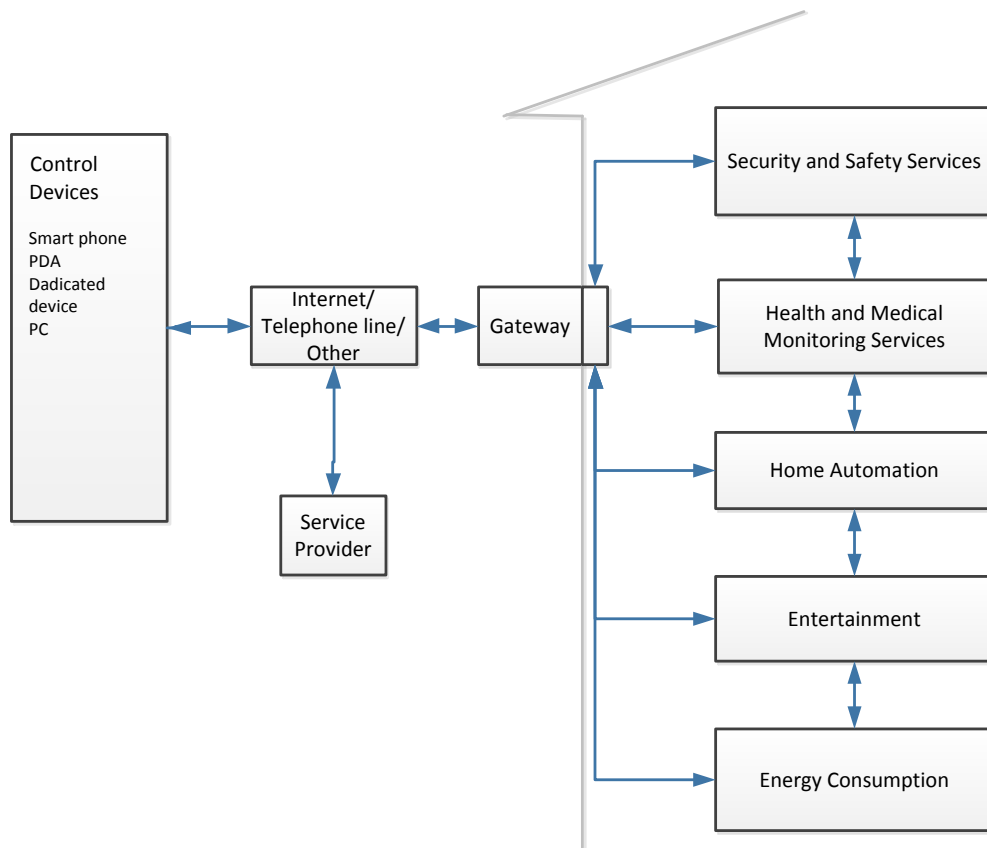 Control
Devices
Smart phone
PDA
Dadicated
device
PC
Internet/
Telephone line/
Other
Service
Provider
Gateway
Security and Safety Services
Health and Medical
Monitoring Services
Home Automation
Entertainment
Energy Consumption